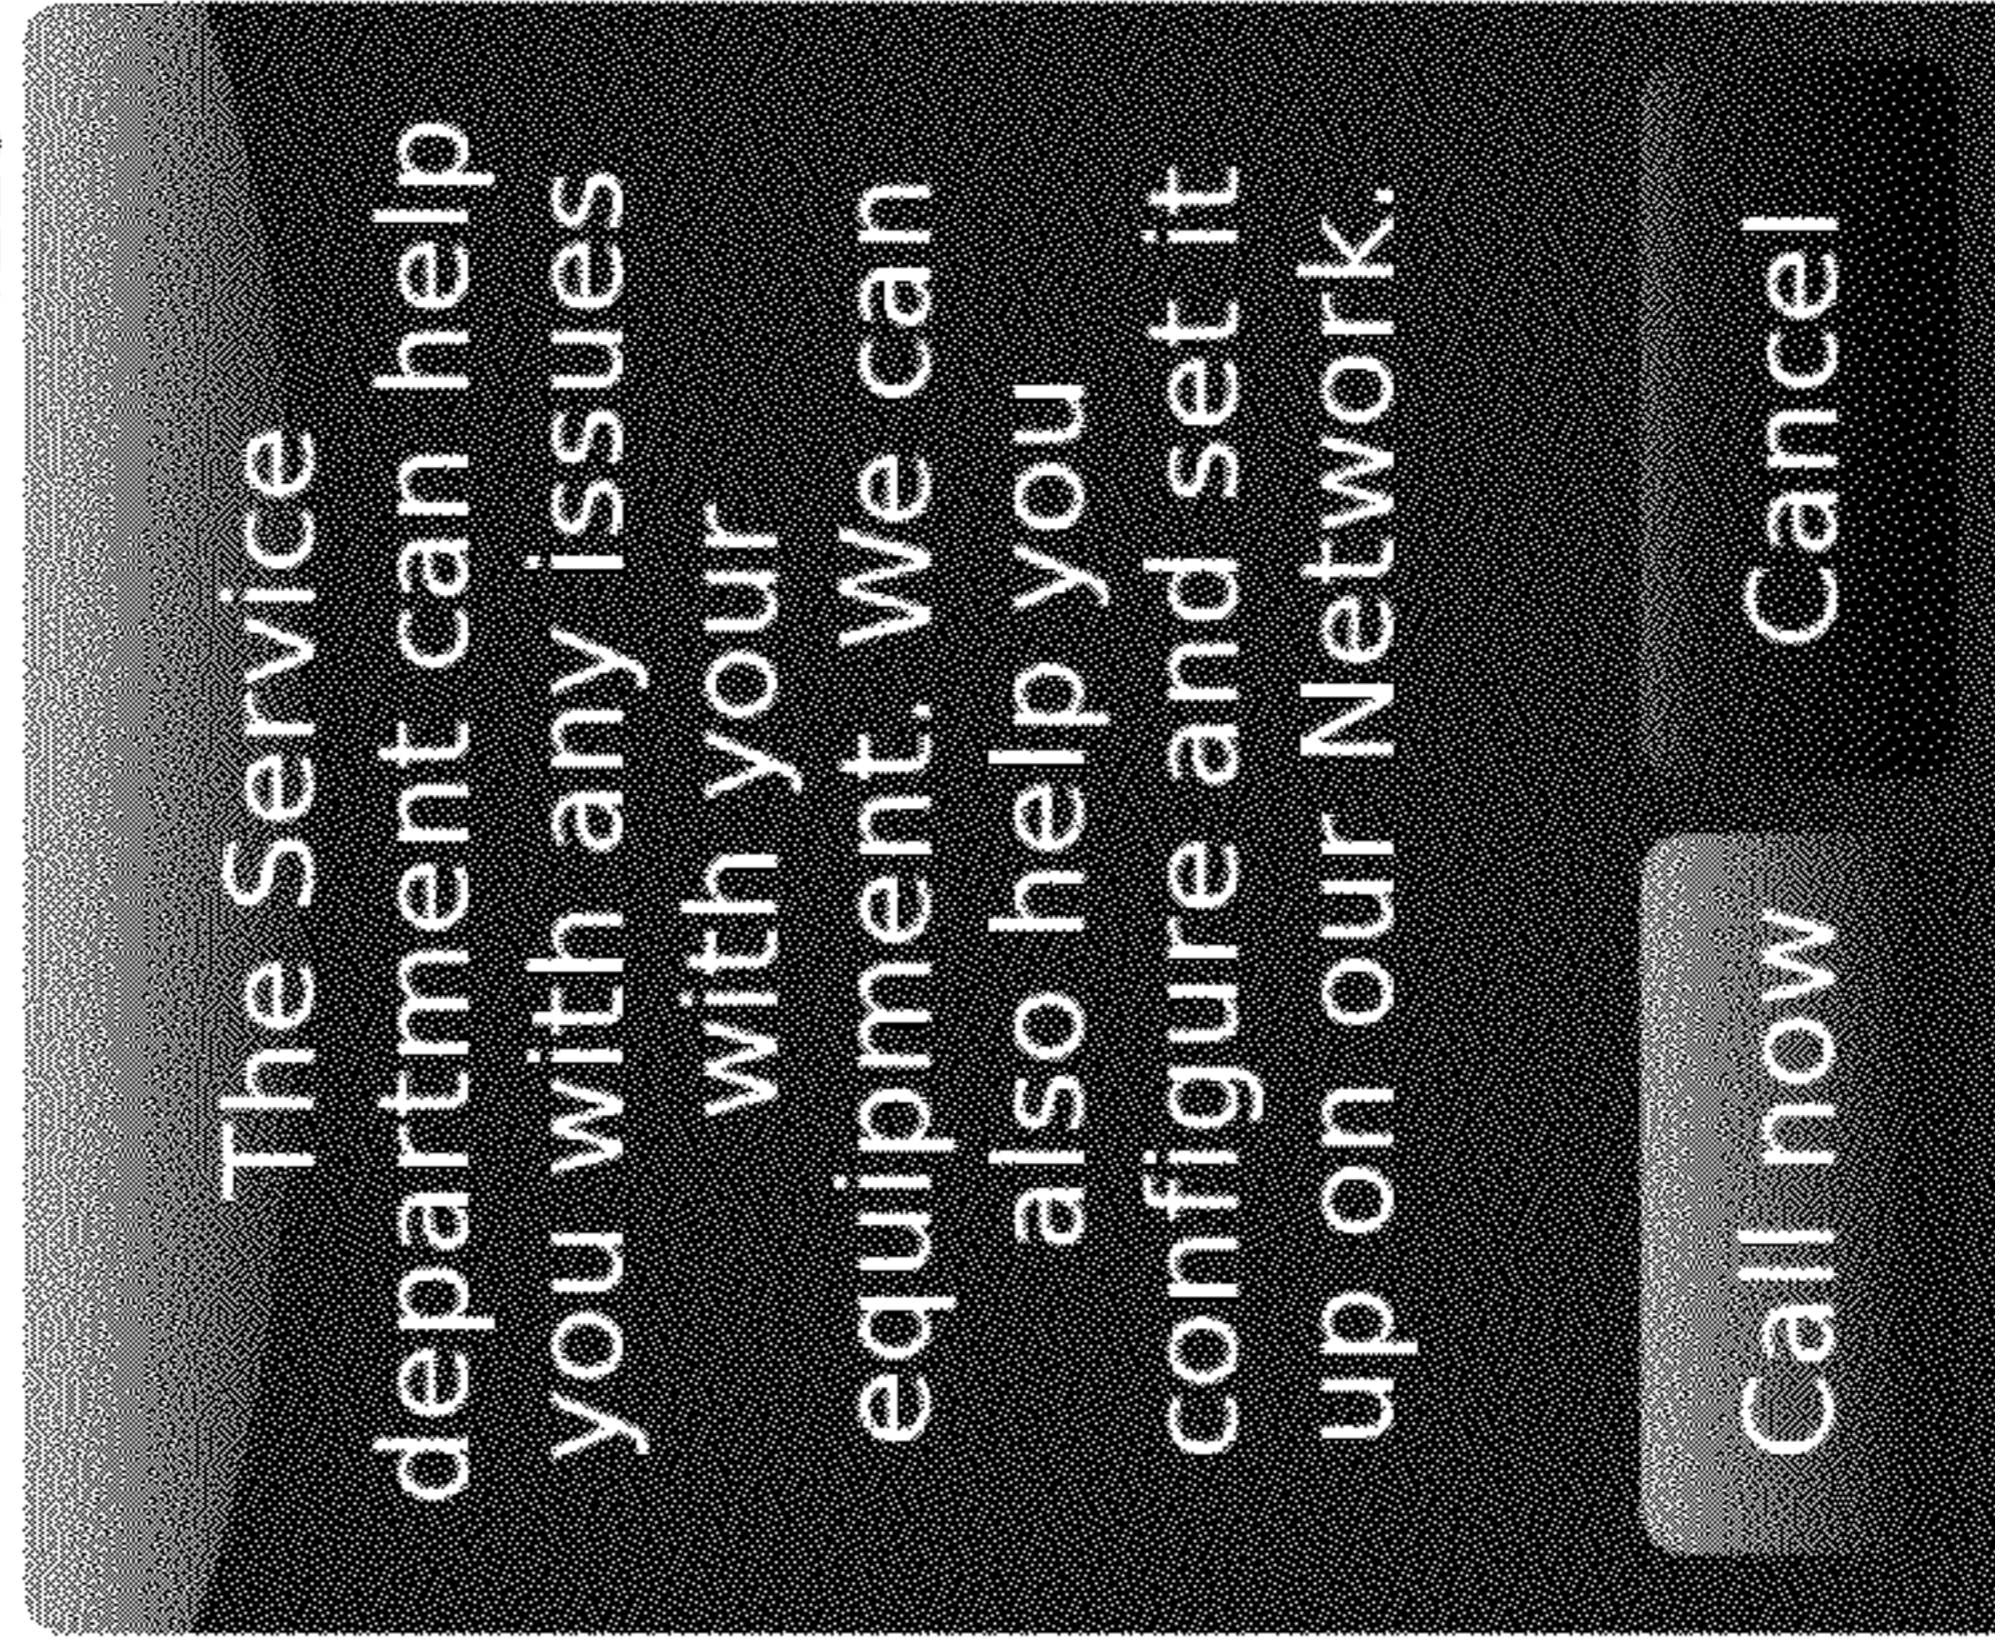 The Service
department can help
you with any issues
with your
equipment. We can
also help you
configure and set it
up on our Network.
Call now
Cancel